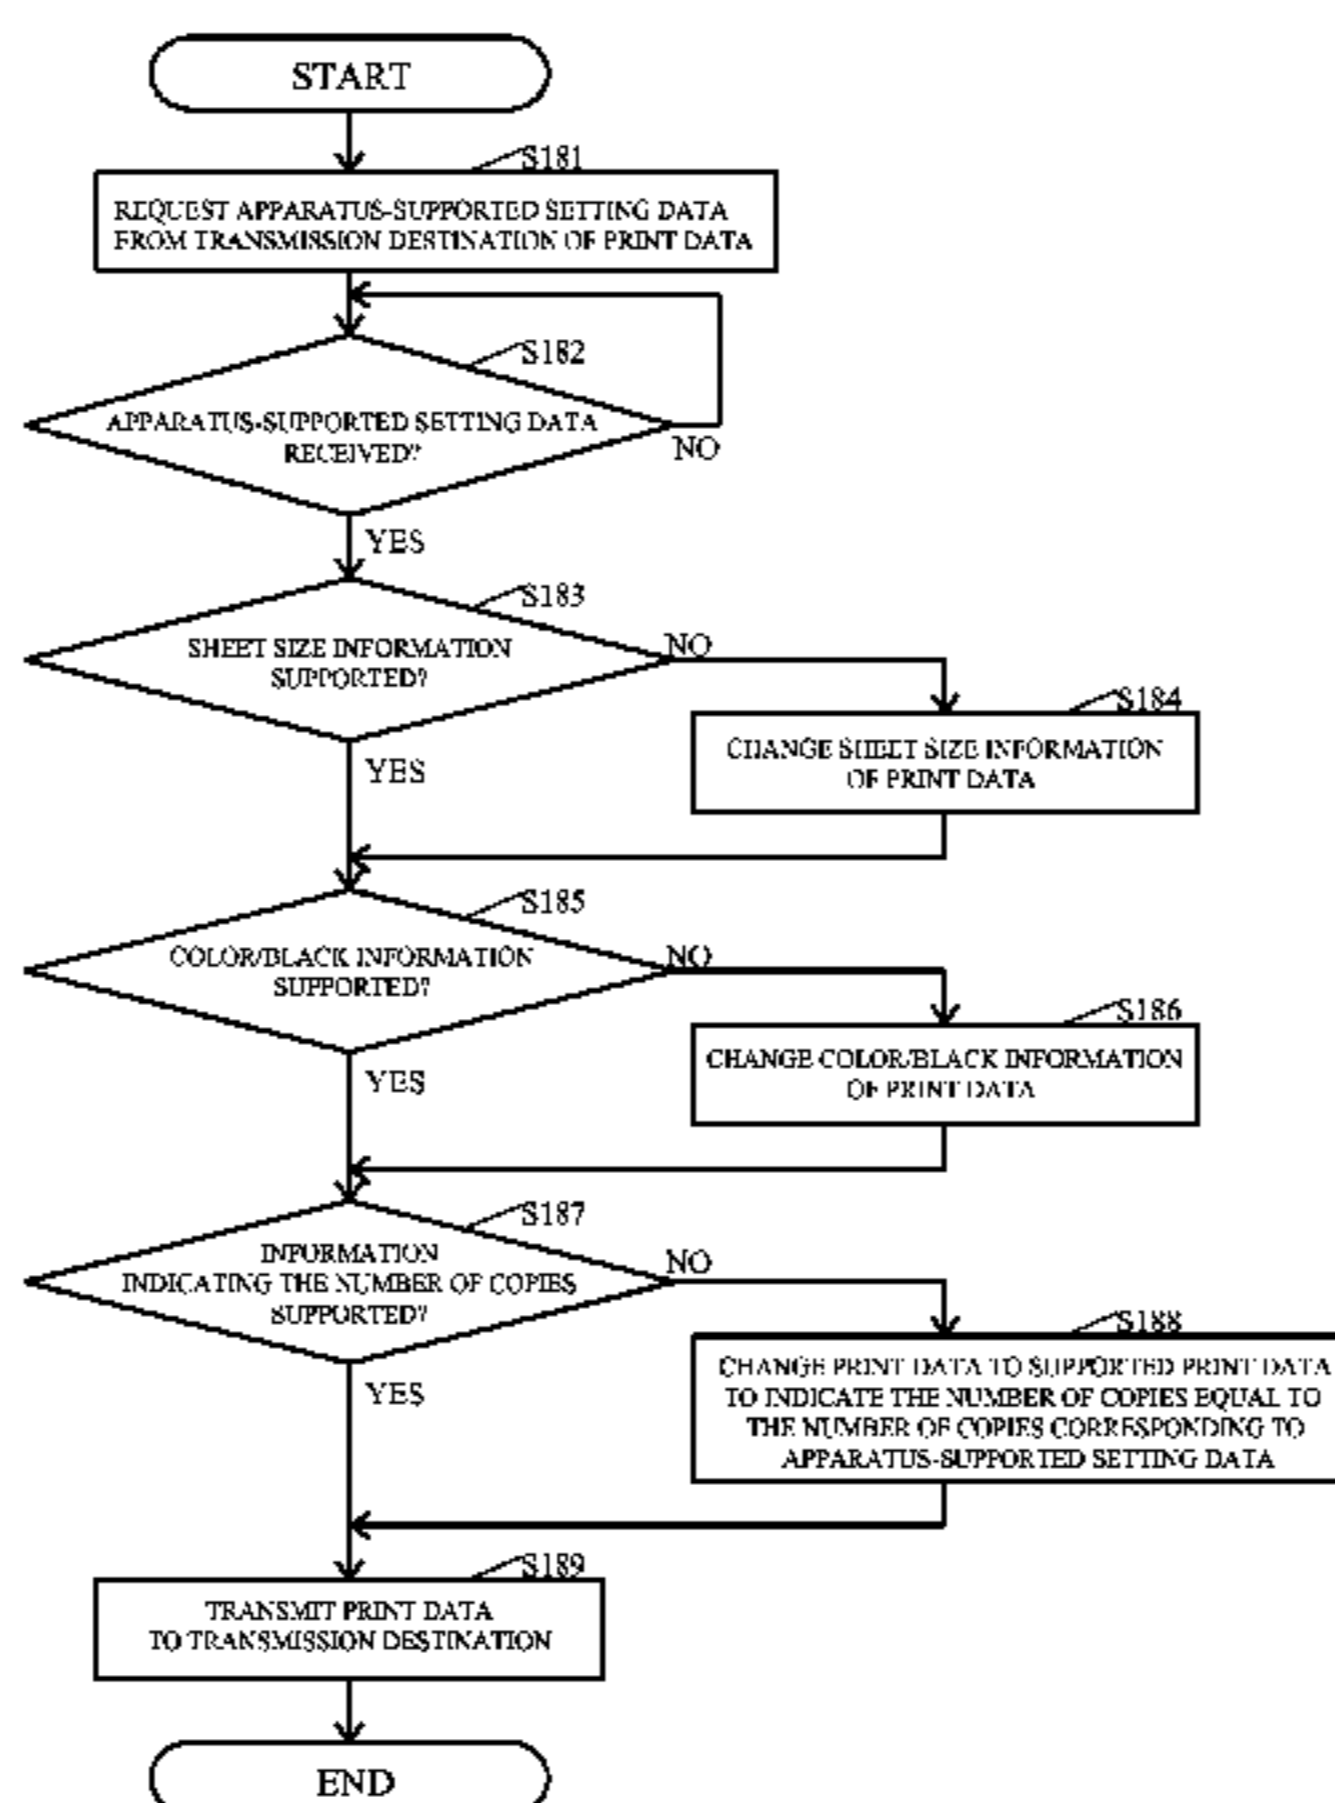 START
S181
REQUEST APPARATUS-SUPPORTED SETTING DATA
FROM TRANSMISSION DESTINATION OF PRINT DATA
S182
APPARATUS-SUPPORTED SETTING DATA
RECEIVED?
NO
YES
S183
SHEET SIZE INFORMATION
SUPPORTED?
NO
YES
S184
CHANGE SHEET SIZE INFORMATION
OF PRINT DATA
S185
COLOR/BLACK INFORMATION
SUPPORTED?
NO
YES
S186
CHANGE COLOR/BLACK INFORMATION
OF PRINT DATA
S187
INFORMATION
INDICATING THE NUMBER OF COPIES
SUPPORTED?
NO
YES
S188
CHANGE PRINT DATA TO SUPPORTED PRINT DATA
TO INDICATE THE NUMBER OF COPIES EQUAL TO
THE NUMBER OF COPIES CORRESPONDING TO
APPARATUS-SUPPORTED SETTING DATA
S189
TRANSMIT PRINT DATA
TO TRANSMISSION DESTINATION
END